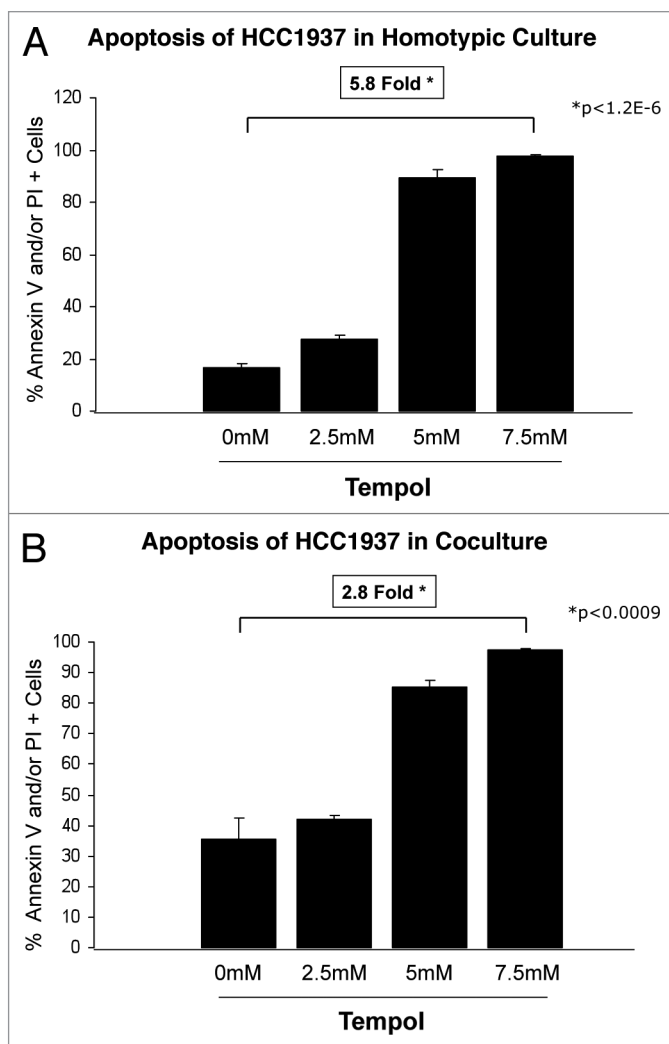 A
Apoptosis of HCC1937 in Homotypic Culture
5.8 Fold *
*p<1.2E-6
% Annexin V and/or PI + Cells
120
100
80
60
40
20
0
0mM 2.5mM 5mM 7.5mM
Tempol
B
Apoptosis of HCC1937 in Coculture
2.8 Fold *
*p<0.0009
% Annexin V and/or PI + Cells
100
90
80
70
60
50
40
30
20
10
0
0mM 2.5mM 5mM 7.5mM
Tempol